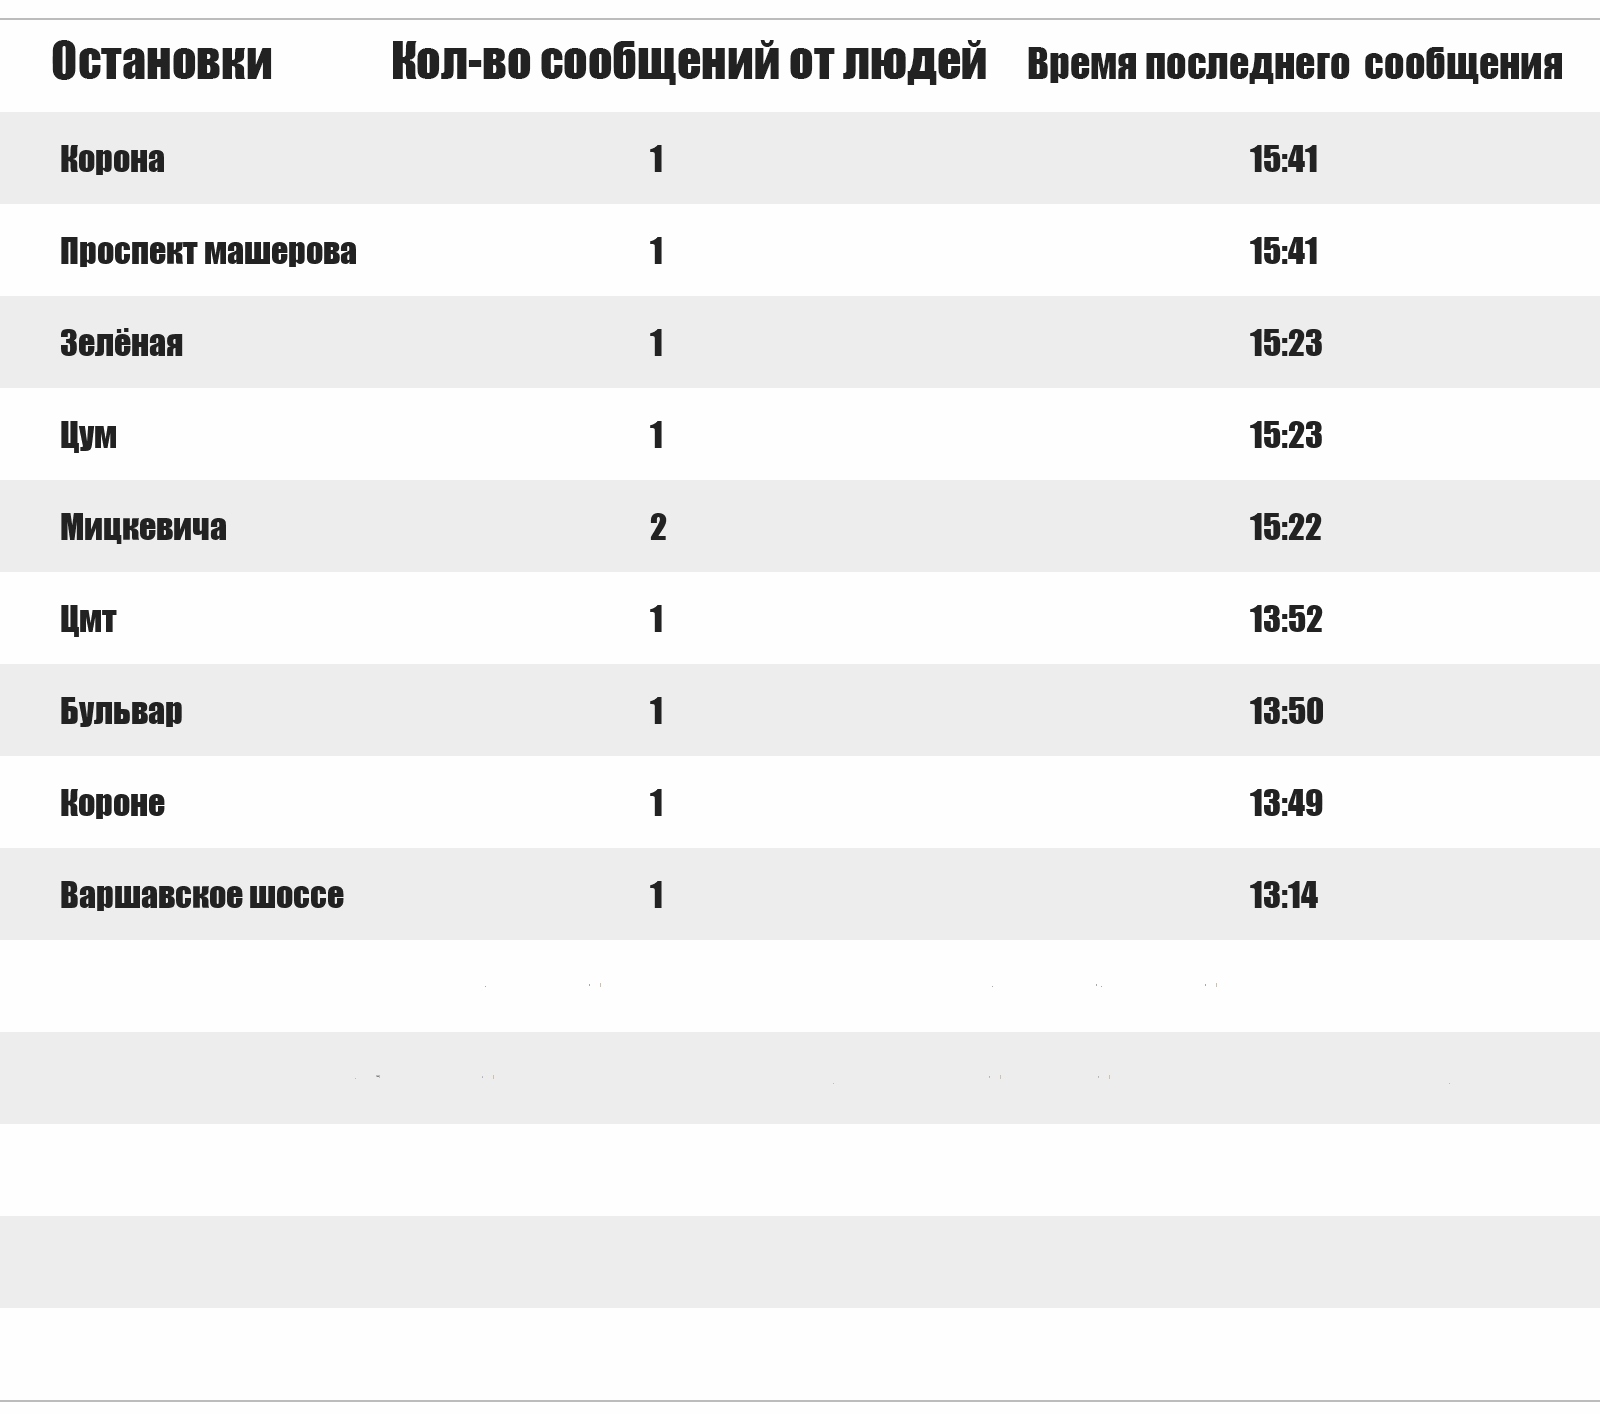 Остановки Кол-во сообщений от людей Время последнего сообщения
Корона 1 15:41
Проспект машерова 1 15:41
Зелёная 1 15:23
Цум 1 15:23
Мицкевича 2 15:22
Цмт 1 13:52
Бульвар 1 13:50
Короне 1 13:49
Варшавское шоссе 1 13:14